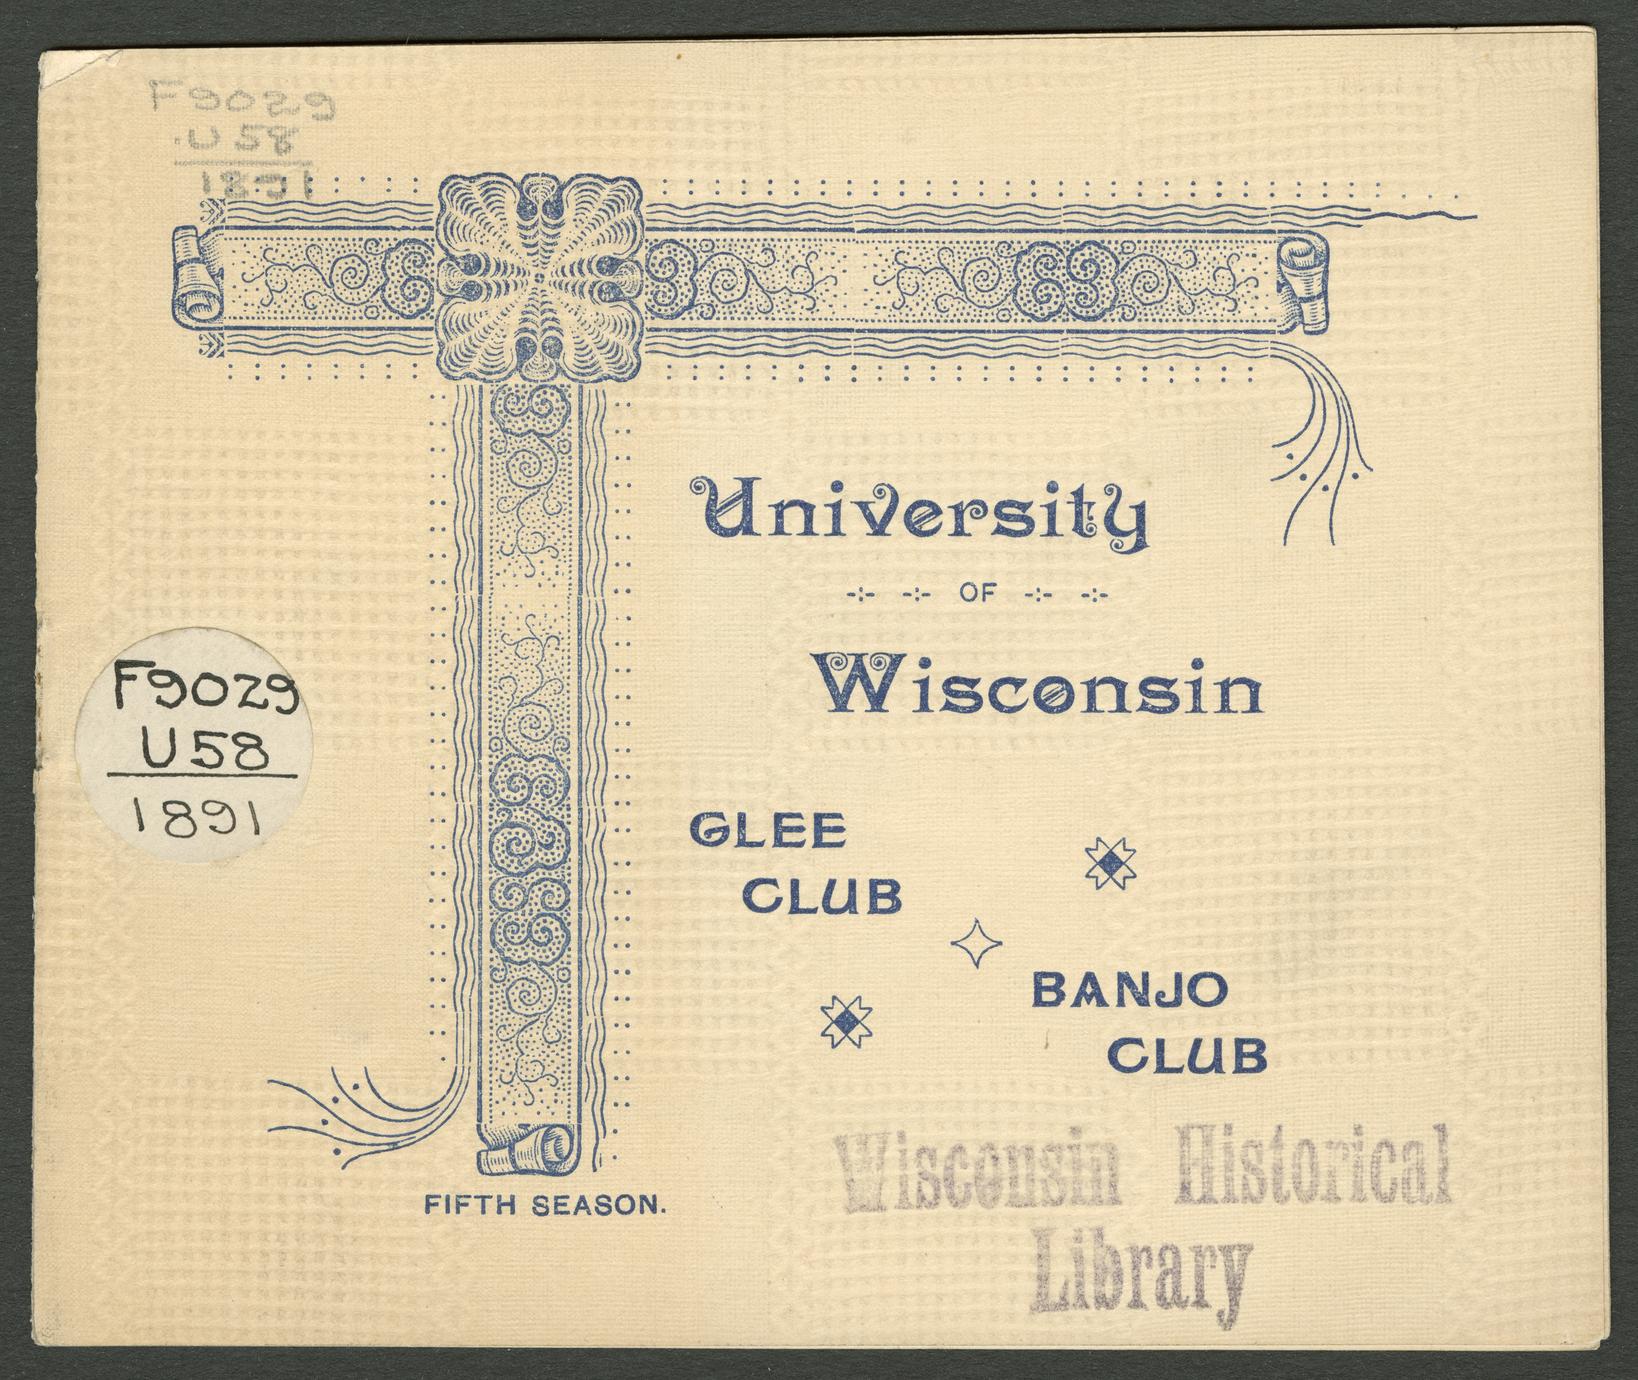 F9029
U58
1891
University
OF
Wisconsin
F9029
U58
1891
GLEE
CLUB
BANJO
CLUB
Wisconsin Historical
Library
FIFTH SEASON.